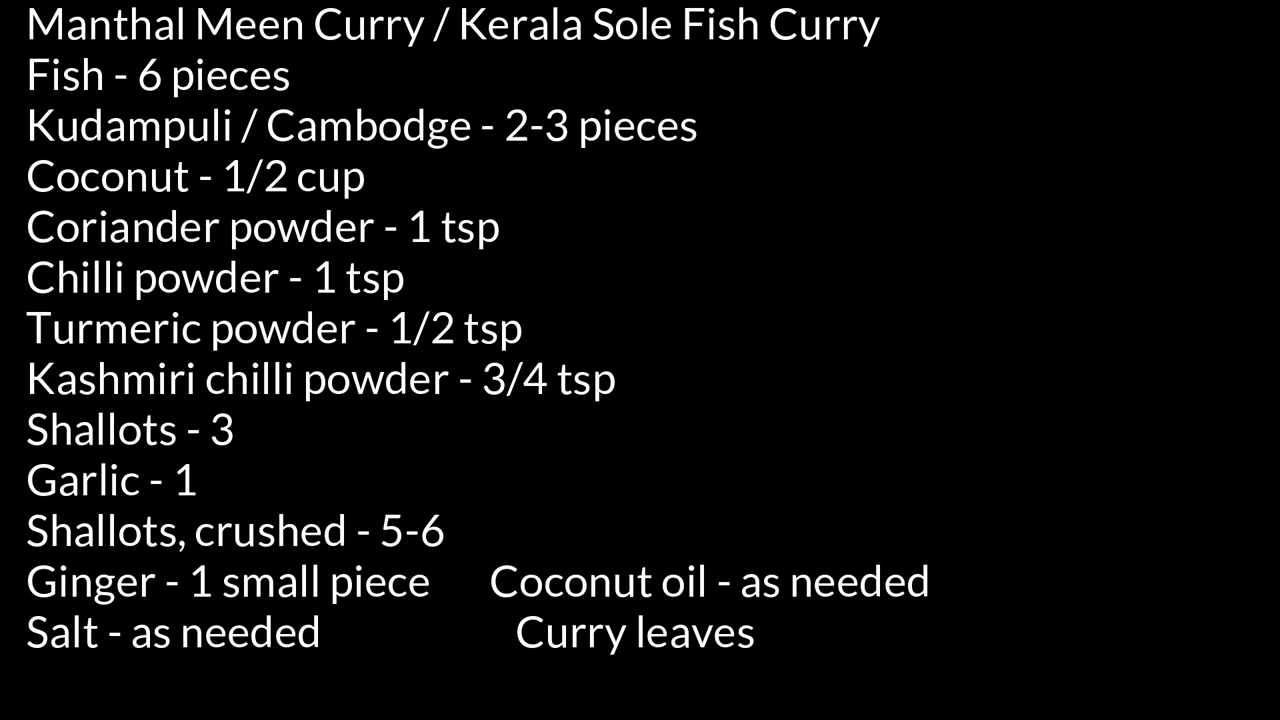 Manthal Meen Curry / Kerala Sole Fish Curry
Fish - 6 pieces
Kudampuli / Cambodge - 2-3 pieces
Coconut - 1/2 cup
Coriander powder - 1 tsp
Chilli powder - 1 tsp
Turmeric powder - 1/2 tsp
Kashmiri chilli powder - 3/4 tsp
Shallots - 3
Garlic - 1
Shallots, crushed - 5-6
Ginger - 1 small piece Coconut oil - as needed
Salt - as needed Curry leaves